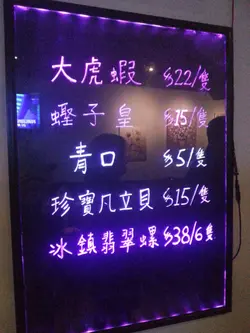 大虎蝦 $22/隻
蟶子皇 $15/隻
青口 $5/隻
珍寶凡立貝 $15/隻
冰鎮翡翠螺 $38/6隻